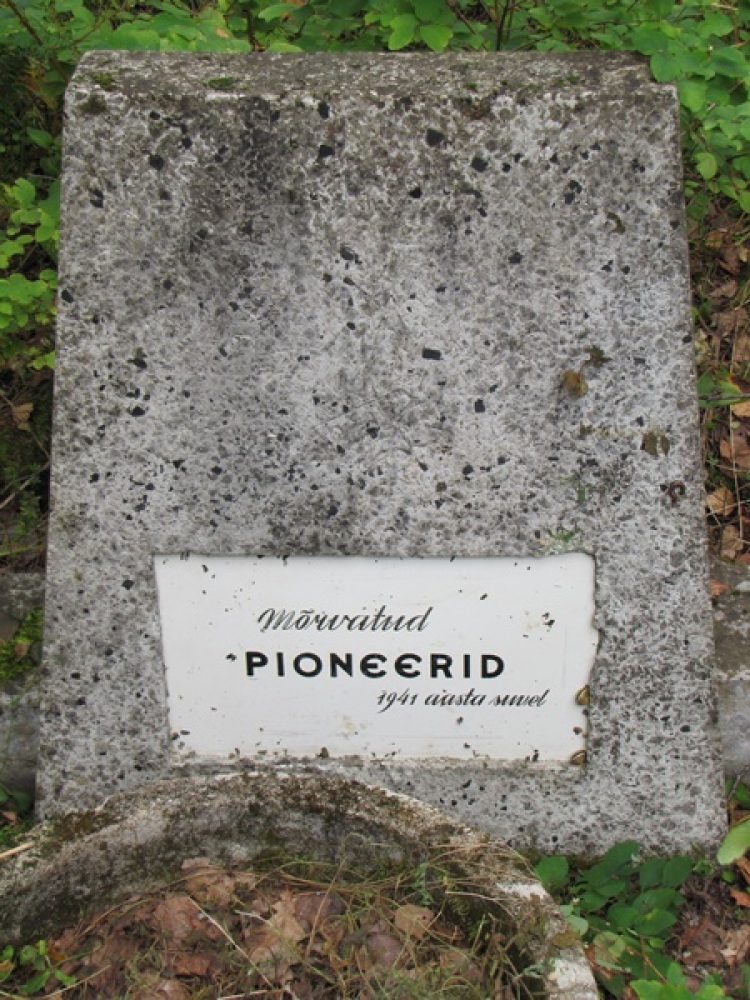 Mõrvatud
PIONEERID
1941 aasta suvel